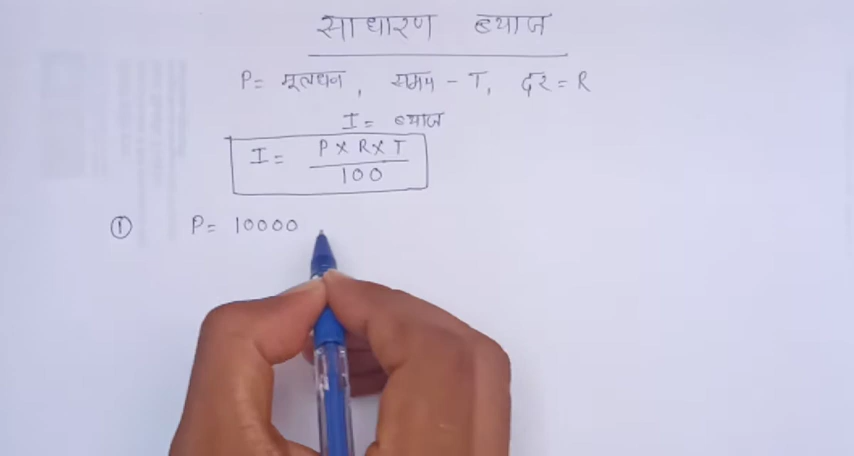 साधारण ब्याज
P = मूलधन, समय - T, दर = R
I = ब्याज
I = P × R × T / 100
① P = 10000